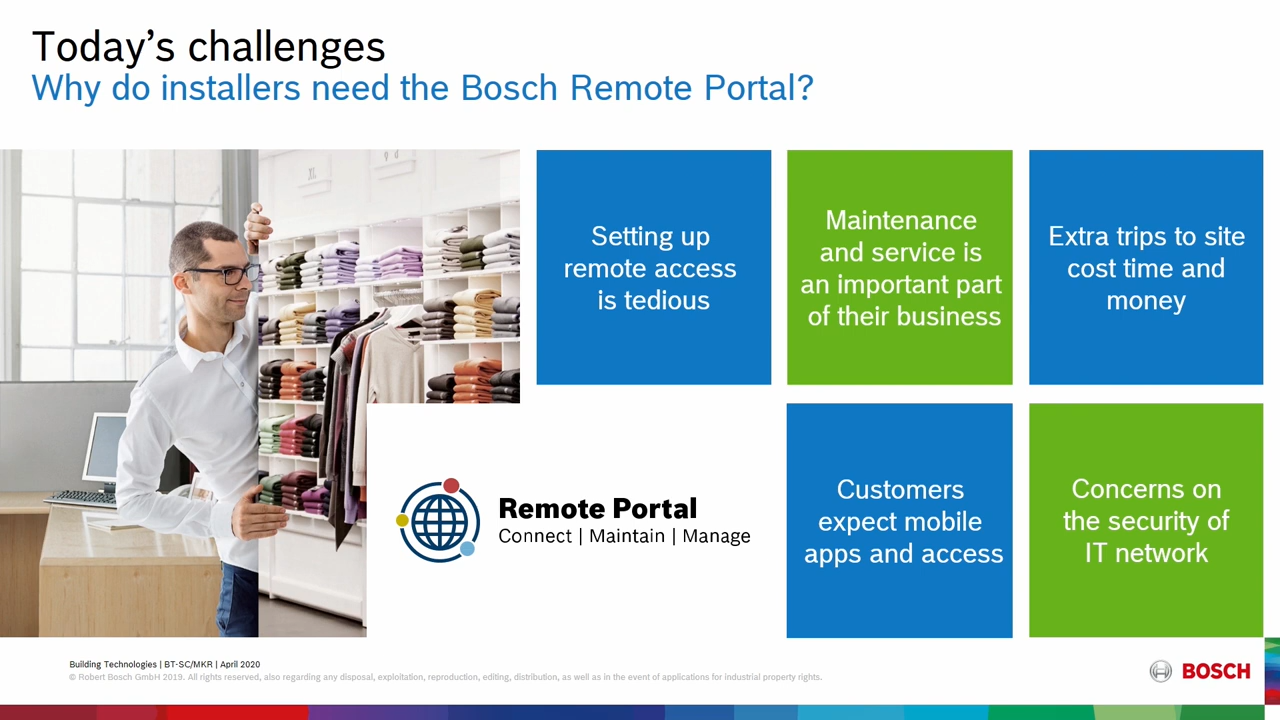 Today’s challenges
Why do installers need the Bosch Remote Portal?
XL
Setting up
remote access
is tedious
Maintenance
and service is
an important part
of their business
Extra trips to site
cost time and
money
Remote Portal
Connect | Maintain | Manage
Customers
expect mobile
apps and access
Concerns on
the security of
IT network
Building Technologies | BT-SC/MKR | April 2020
© Robert Bosch GmbH 2019. All rights reserved, also regarding any disposal, exploitation, reproduction, editing, distribution, as well as in the event of applications for industrial property rights.
BOSCH